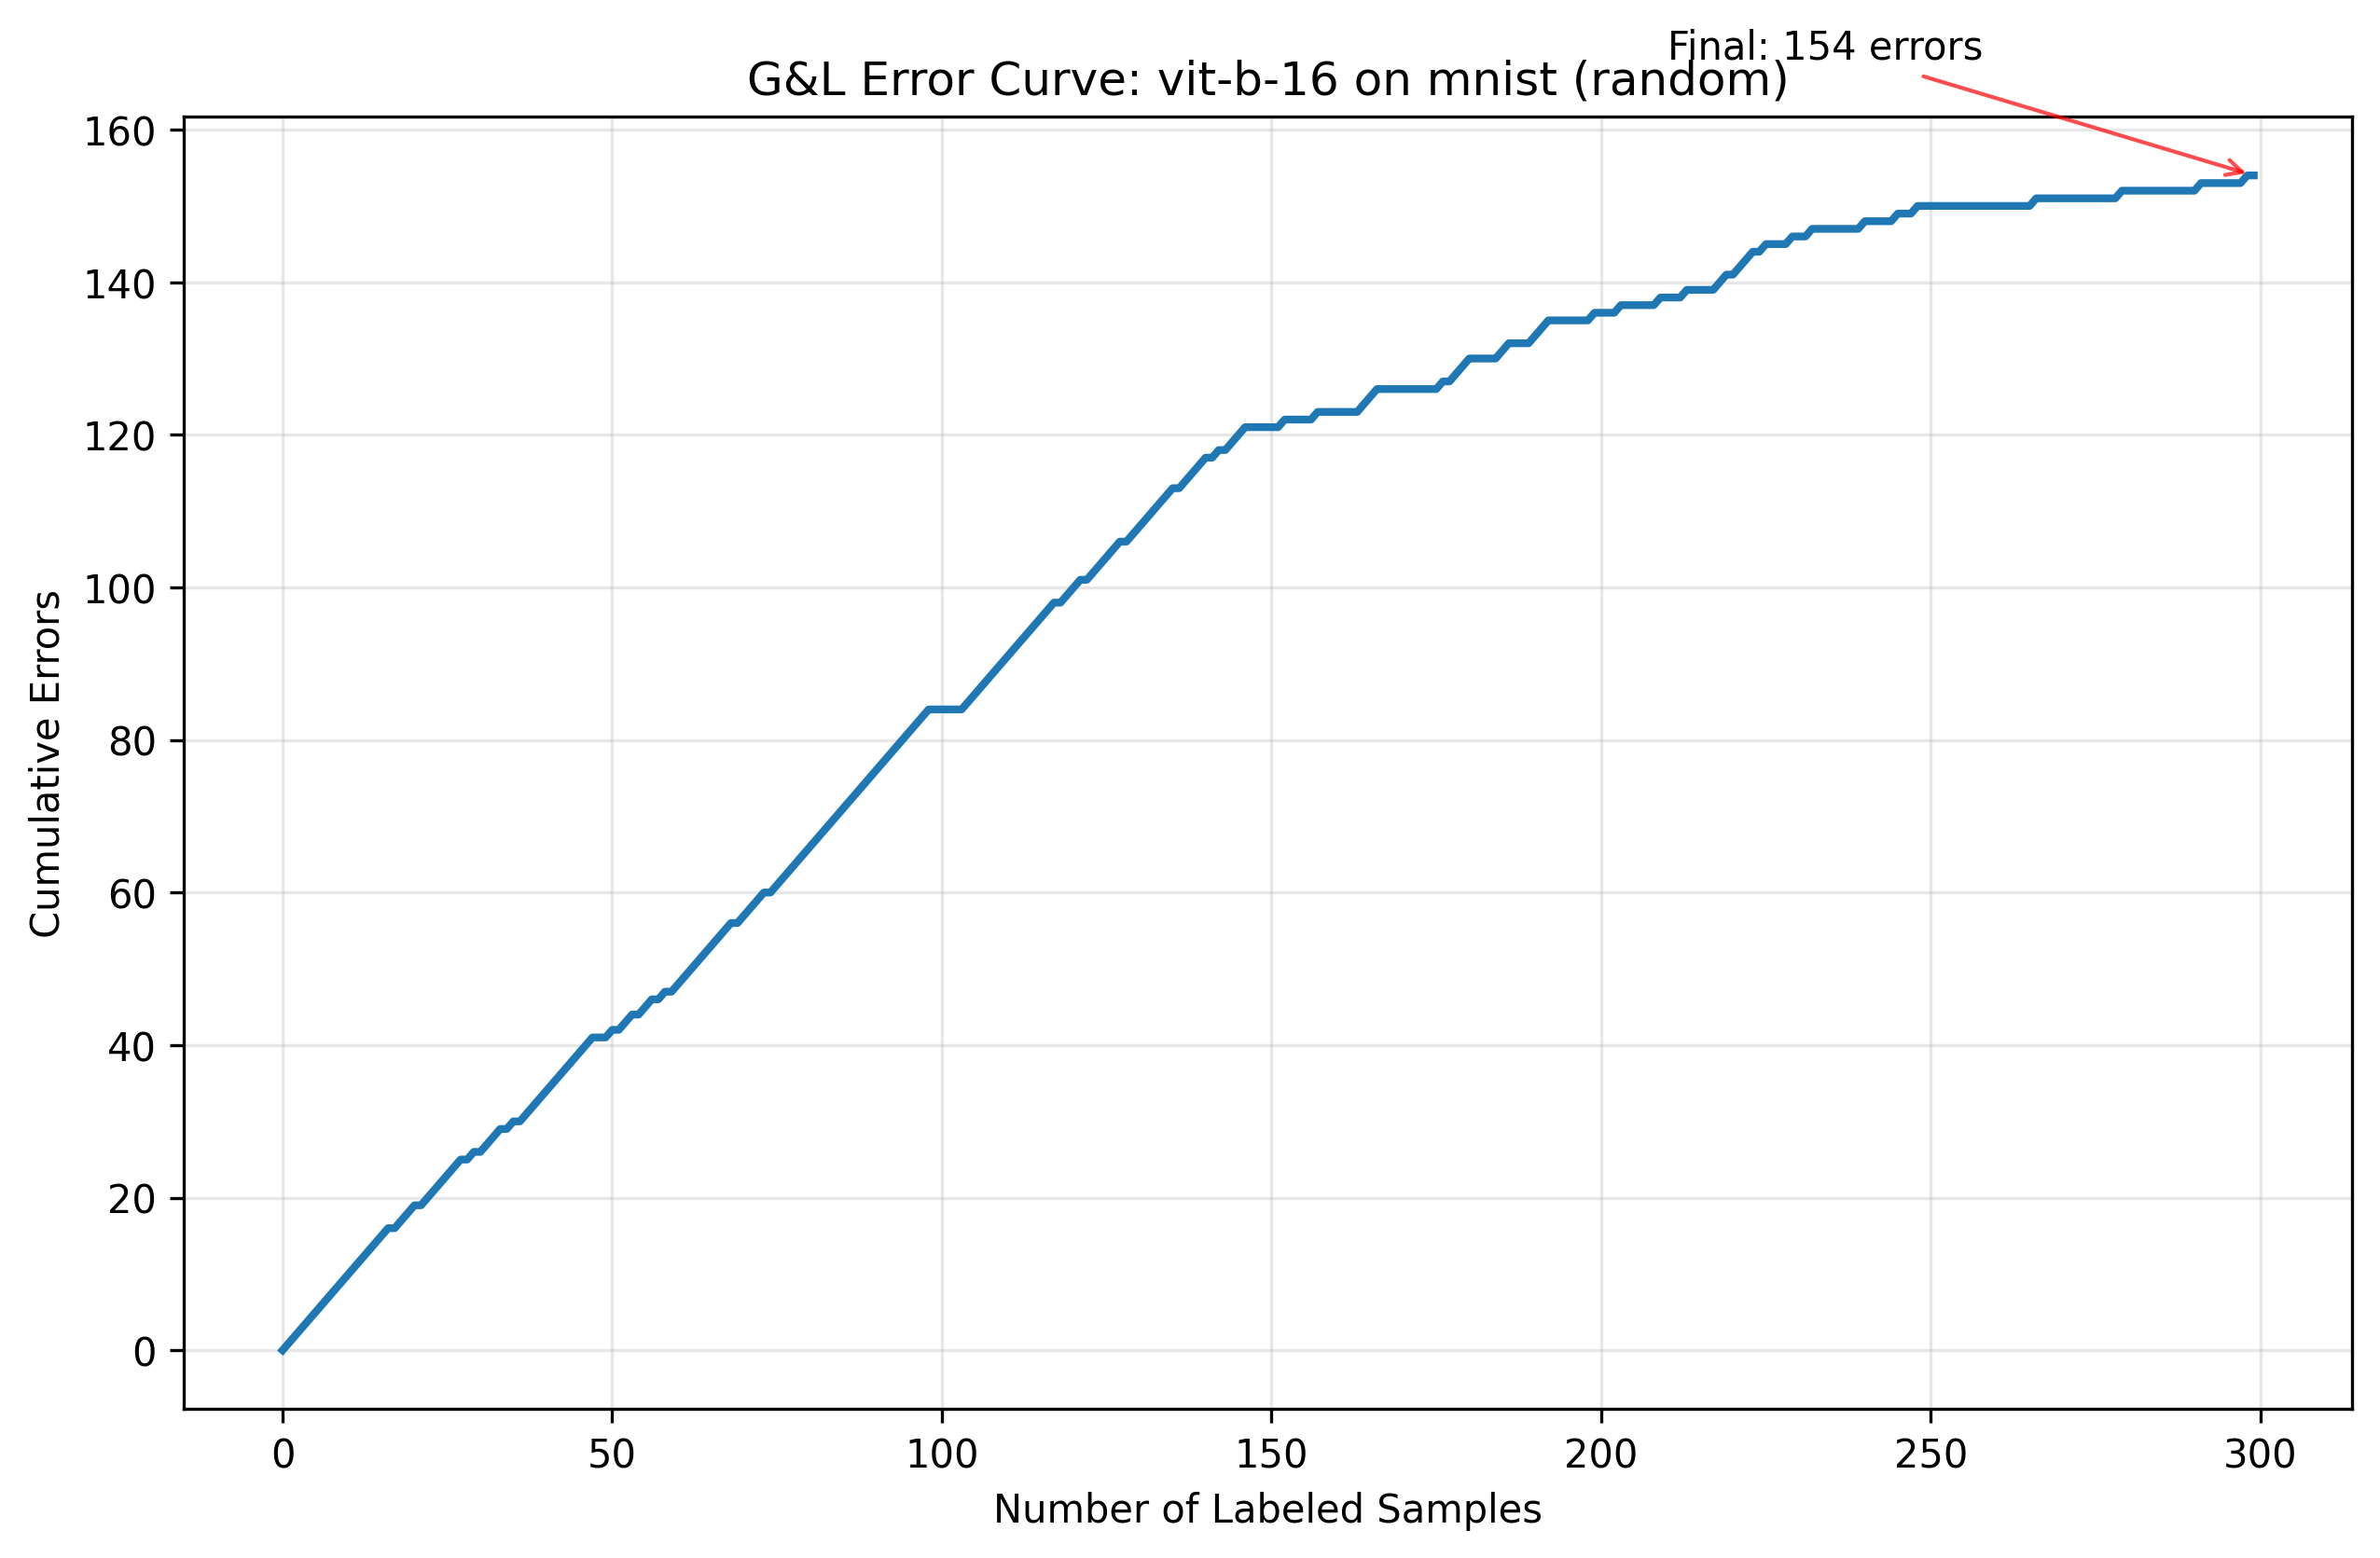 Final: 154 errors
G&L Error Curve: vit-b-16 on mnist (random)
160
140
120
100
80
60
40
20
0
Cumulative Errors
0 50 100 150 200 250 300
Number of Labeled Samples